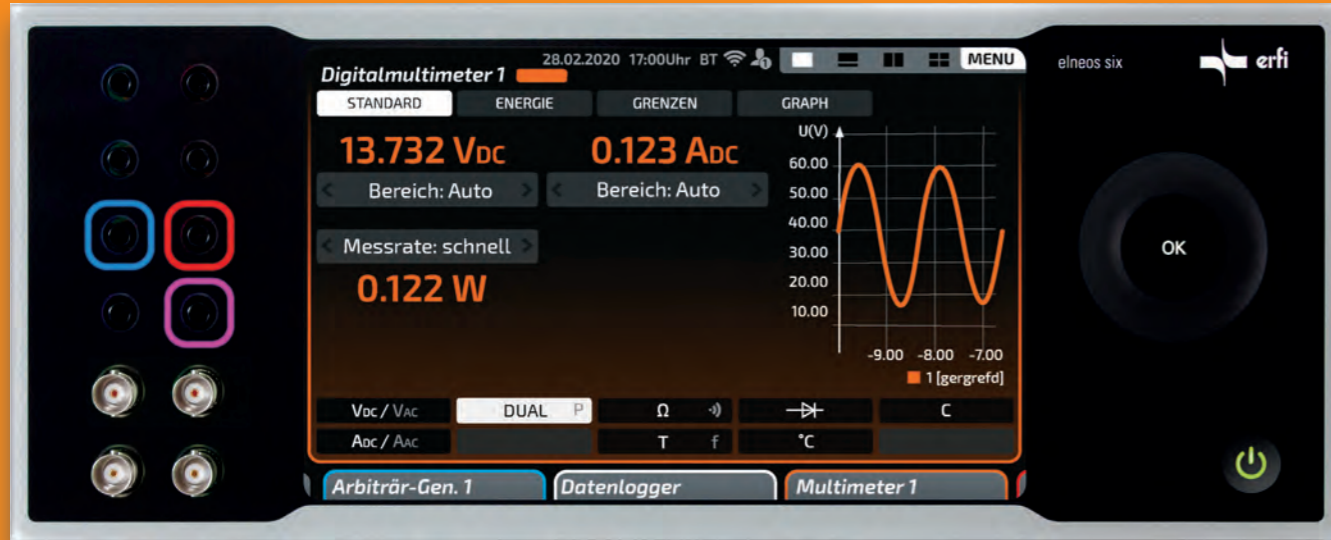 28.02.2020 17:00Uhr BT
MENU
Digitalmultimeter 1
elneos six
erfi
STANDARD ENERGIE GRENZEN GRAPH
13.732 VDC 0.123 ADC
Bereich: Auto Bereich: Auto
Messrate: schnell
0.122 W
U(V)
60.00
50.00
40.00
30.00
20.00
10.00
-9.00 -8.00 -7.00
1 [gergrefd]
OK
VDC / VAC DUAL P Ω C
ADC / AAC T f °C
Arbiträr-Gen. 1 Datenlogger Multimeter 1